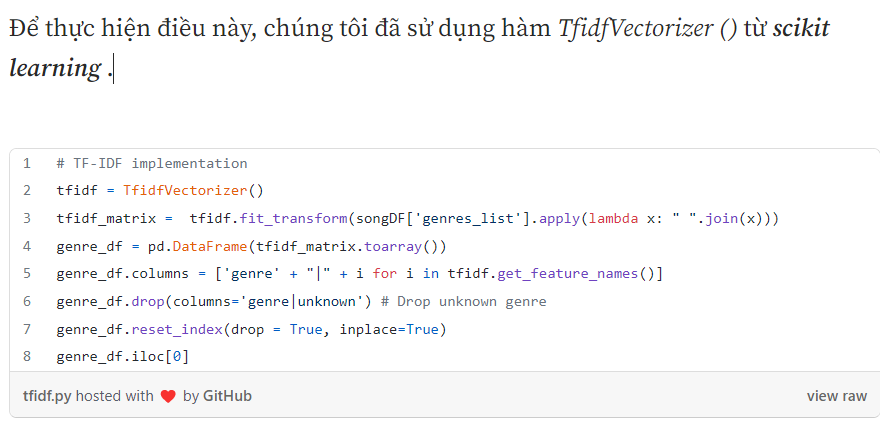 Để thực hiện điều này, chúng tôi đã sử dụng hàm TfidfVectorizer () từ scikit
learning .
1 # TF-IDF implementation
2 tfidf = TfidfVectorizer()
3 tfidf_matrix =  tfidf.fit_transform(songDF['genres_list'].apply(lambda x: " ".join(x)))
4 genre_df = pd.DataFrame(tfidf_matrix.toarray())
5 genre_df.columns = ['genre' + "|" + i for i in tfidf.get_feature_names()]
6 genre_df.drop(columns='genre|unknown') # Drop unknown genre
7 genre_df.reset_index(drop = True, inplace=True)
8 genre_df.iloc[0]
tfidf.py hosted with ❤ by GitHub view raw